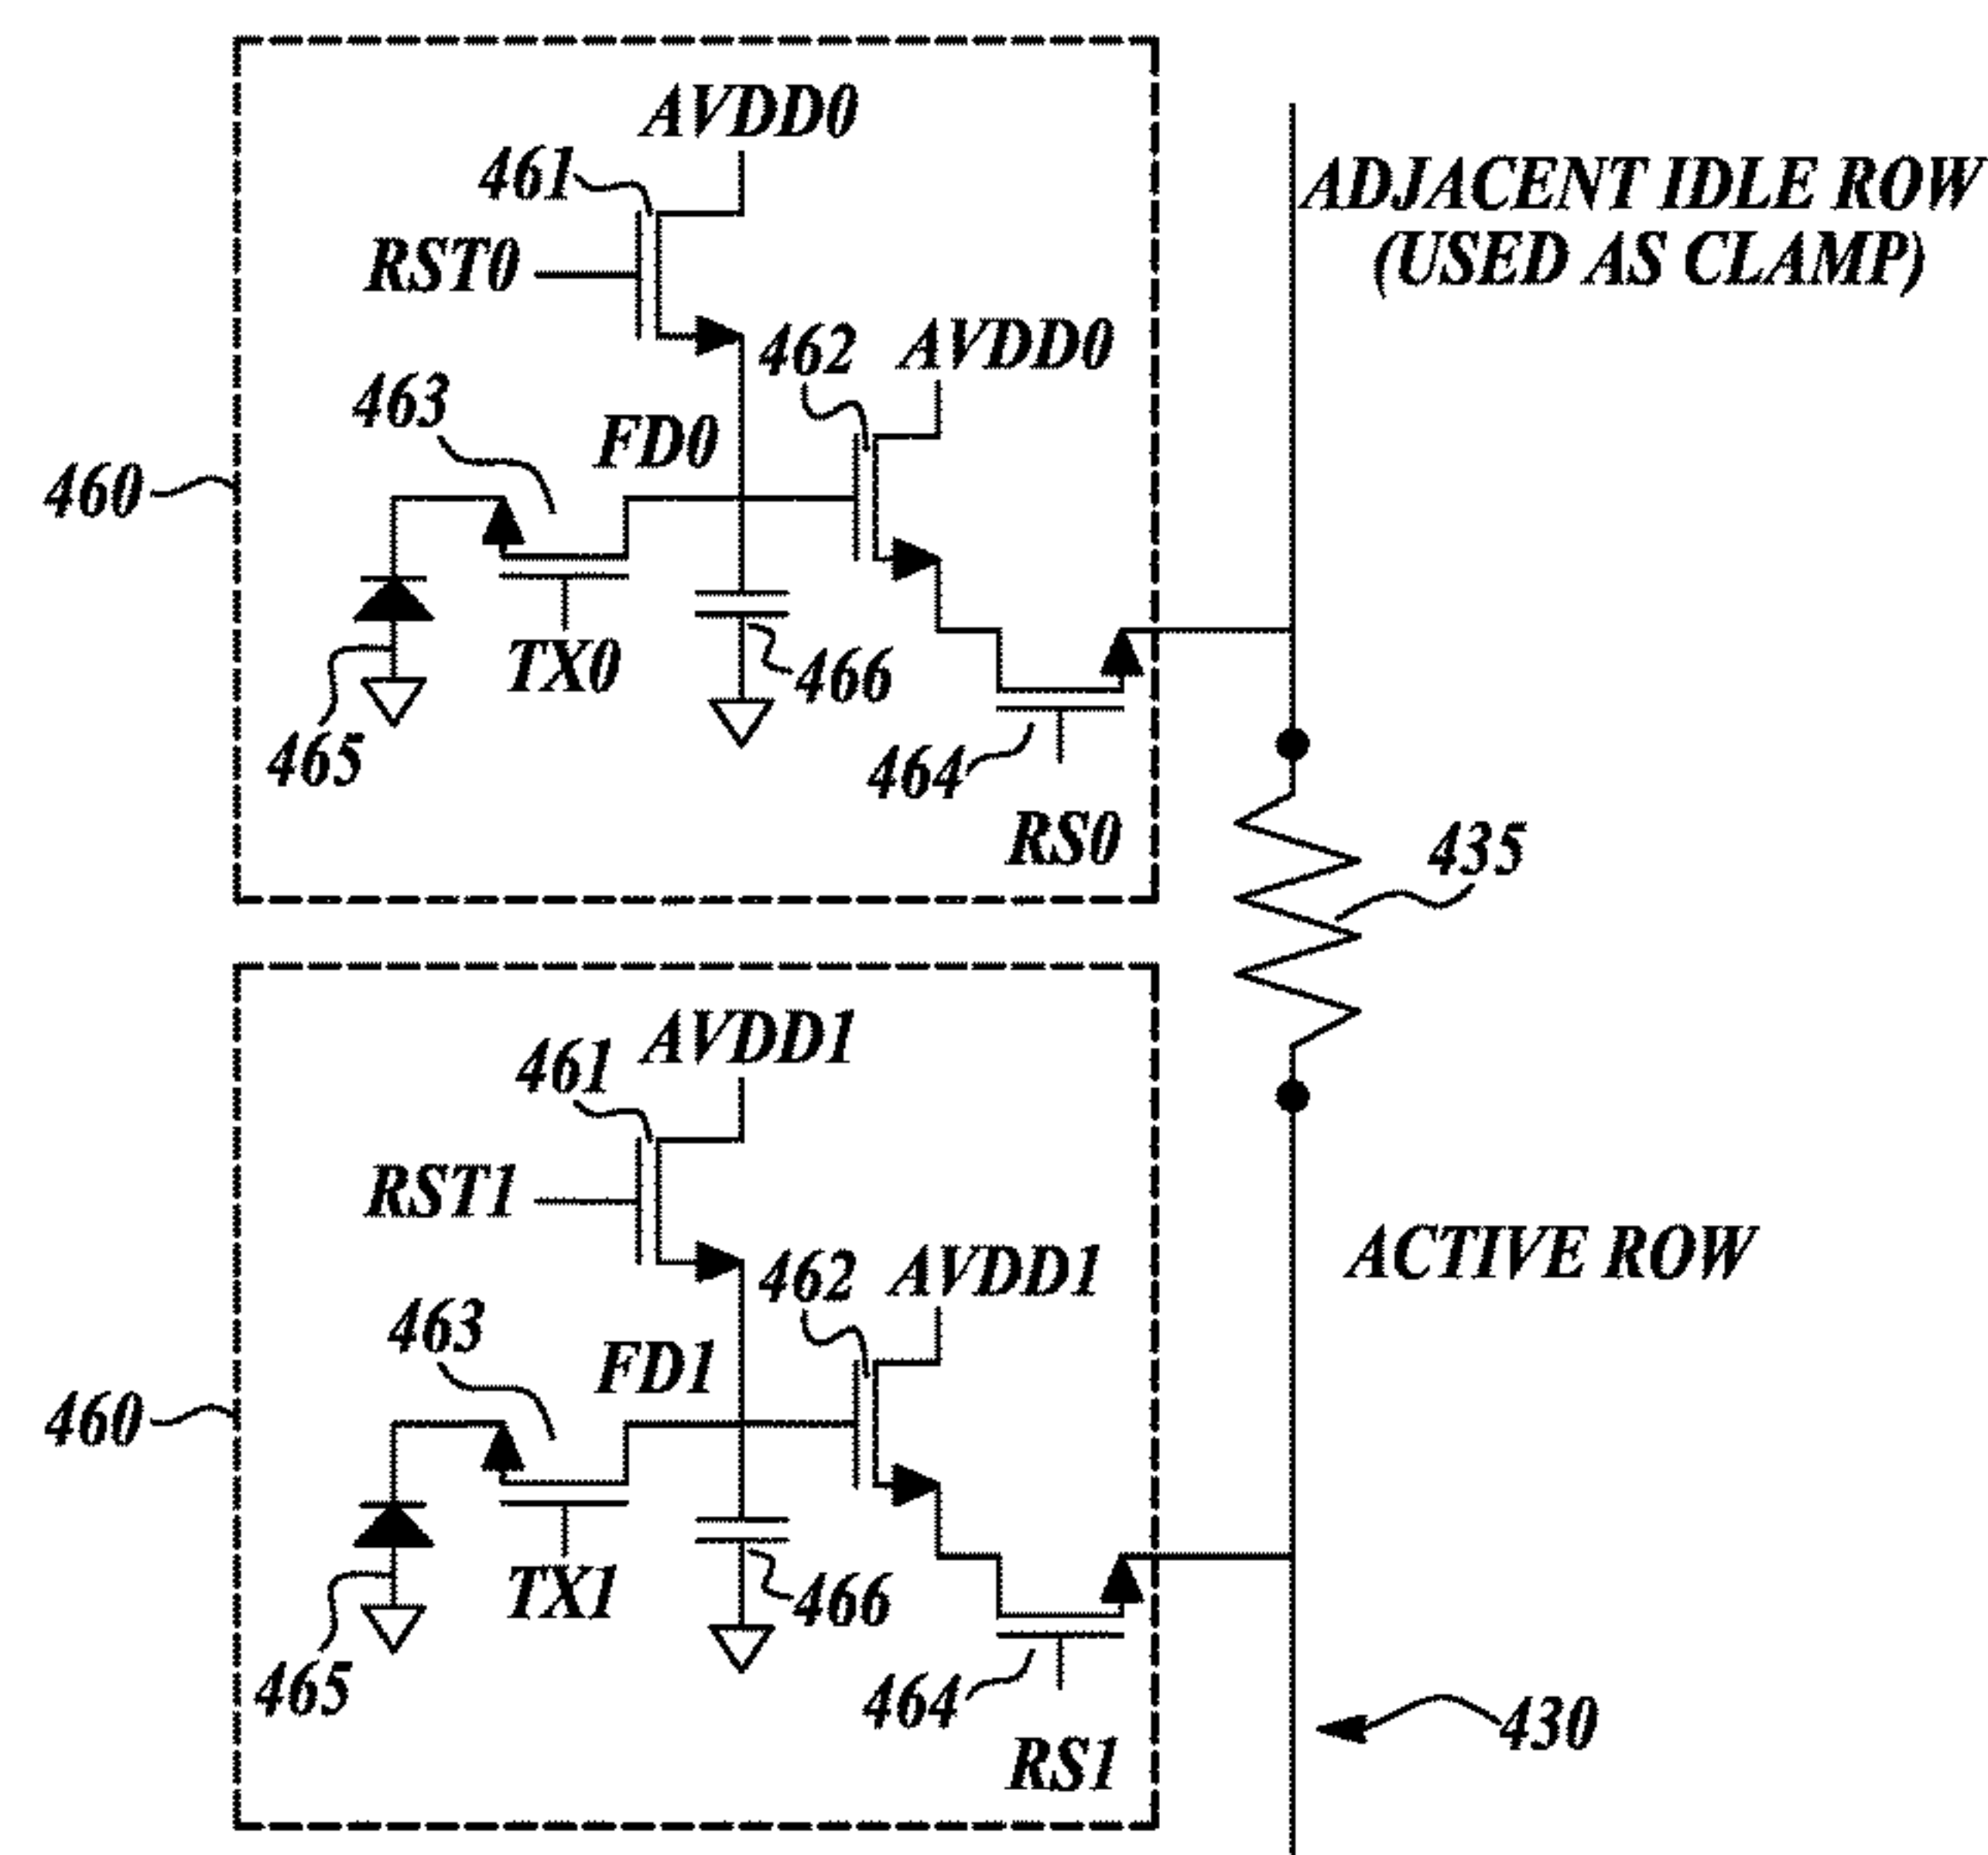 AVDD0
461
RST0
ADJACENT IDLE ROW
(USED AS CLAMP)
462
AVDD0
463
FD0
460
TX0
466
465
464
RS0
435
AVDD1
461
RST1
462
AVDD1
ACTIVE ROW
463
FD1
460
TX1
466
465
464
430
RS1